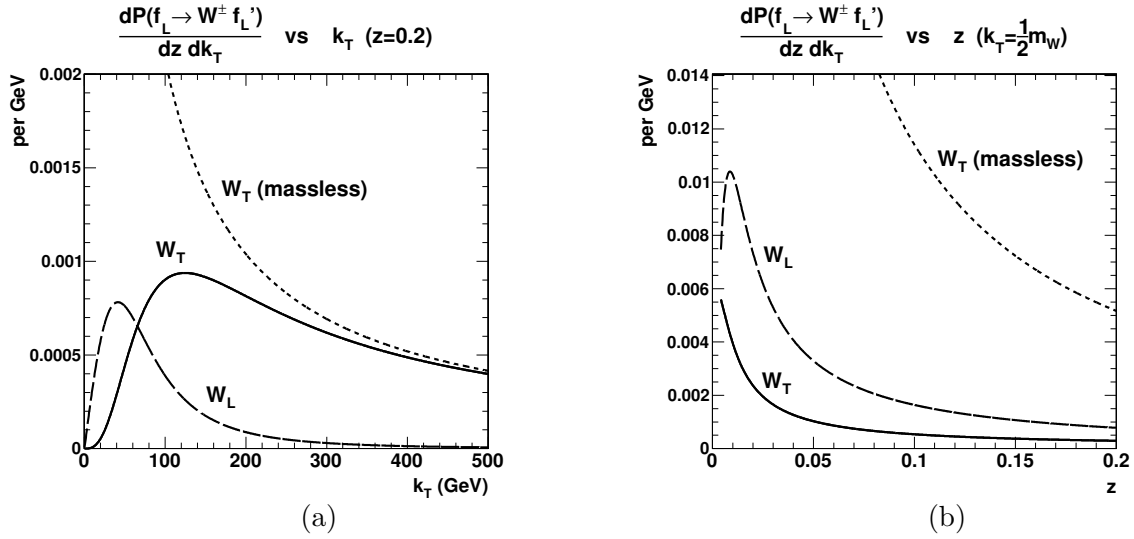 dP(f_L → W^± f_L') / dz dk_T vs k_T (z=0.2)
per GeV
0.002
0.0015
0.001
0.0005
0
W_T (massless)
W_T
W_L
0 100 200 300 400 500
k_T (GeV)
(a)
dP(f_L → W^± f_L') / dz dk_T vs z (k_T=1/2 m_W)
per GeV
0.014
0.012
0.01
0.008
0.006
0.004
0.002
0
W_T (massless)
W_L
W_T
0 0.05 0.1 0.15 0.2
z
(b)